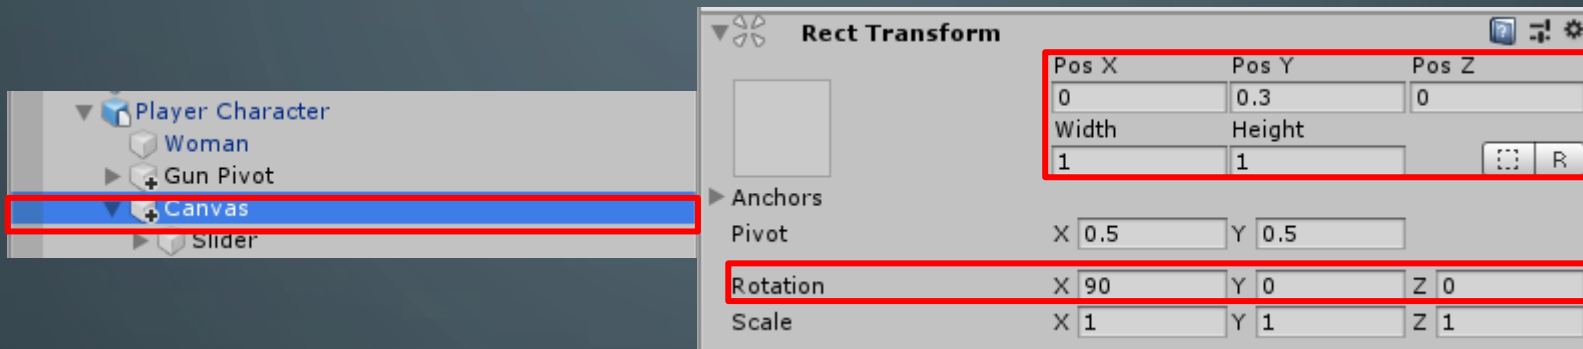 Player Character
Woman
Gun Pivot
Canvas
Slider
Rect Transform
Pos X Pos Y Pos Z
0 0.3 0
Width Height
1 1 R
Anchors
Pivot X 0.5 Y 0.5
Rotation X 90 Y 0 Z 0
Scale X 1 Y 1 Z 1